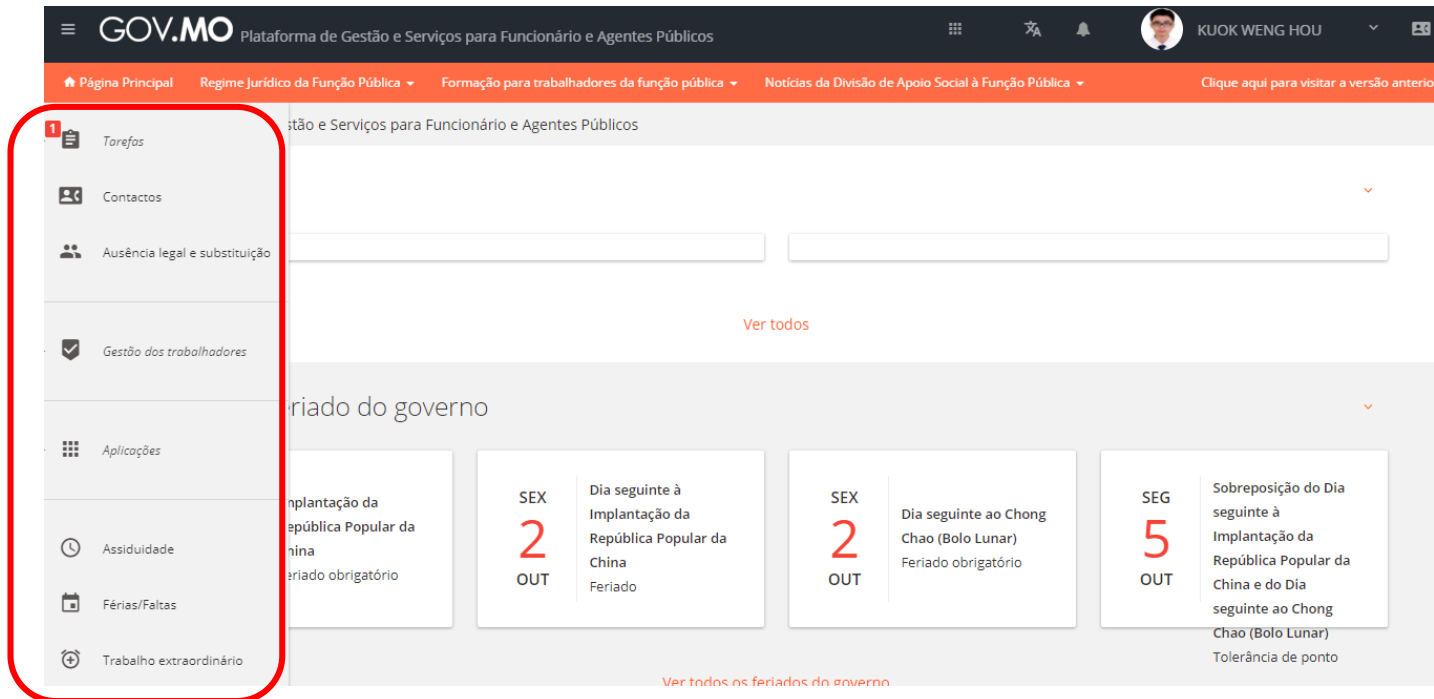 GOV.MO Plataforma de Gestão e Serviços para Funcionário e Agentes Públicos
KUOK WENG HOU
Página Principal
Regime Jurídico da Função Pública
Formação para trabalhadores da função pública
Notícias da Divisão de Apoio Social à Função Pública
Clique aqui para visitar a versão anterio
1
Tarefas
Contactos
Ausência legal e substituição
Gestão dos trabalhadores
Aplicações
Assiduidade
Férias/Faltas
Trabalho extraordinário
stão e Serviços para Funcionário e Agentes Públicos
Ver todos
eriado do governo
mplantação da
epública Popular da
hina
eriado obrigatório
SEX
2
OUT
Dia seguinte à
Implantação da
República Popular da
China
Feriado
SEX
2
OUT
Dia seguinte ao Chong
Chao (Bolo Lunar)
Feriado obrigatório
SEG
5
OUT
Sobreposição do Dia
seguinte à
Implantação da
República Popular da
China e do Dia
seguinte ao Chong
Chao (Bolo Lunar)
Tolerância de ponto
Ver todos os feriados do governo